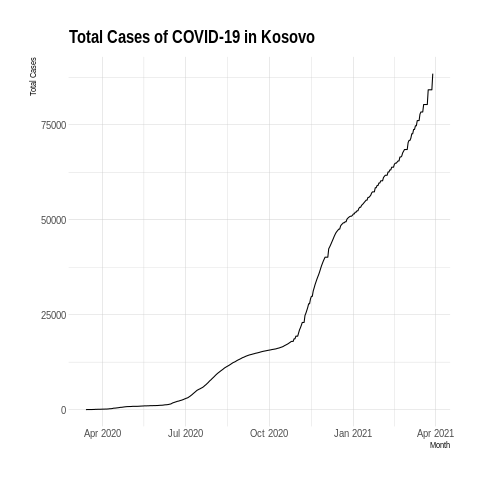 Total Cases of COVID-19 in Kosovo
Total Cases
75000
50000
25000
0
Apr 2020 Jul 2020 Oct 2020 Jan 2021 Apr 2021
Month